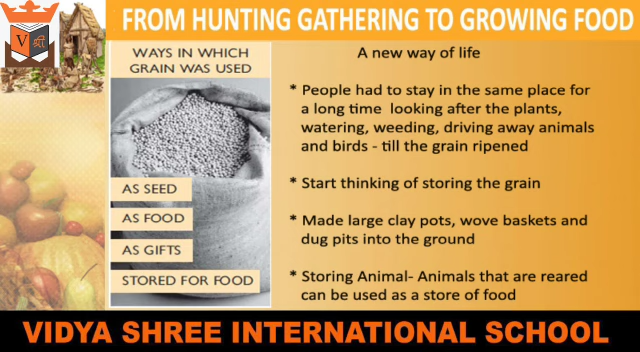 V श्री
FROM HUNTING GATHERING TO GROWING FOOD
WAYS IN WHICH
GRAIN WAS USED
AS SEED
AS FOOD
AS GIFTS
STORED FOR FOOD
A new way of life
* People had to stay in the same place for
a long time looking after the plants,
watering, weeding, driving away animals
and birds - till the grain ripened
* Start thinking of storing the grain
* Made large clay pots, wove baskets and
dug pits into the ground
* Storing Animal- Animals that are reared
can be used as a store of food
VIDYA SHREE INTERNATIONAL SCHOOL